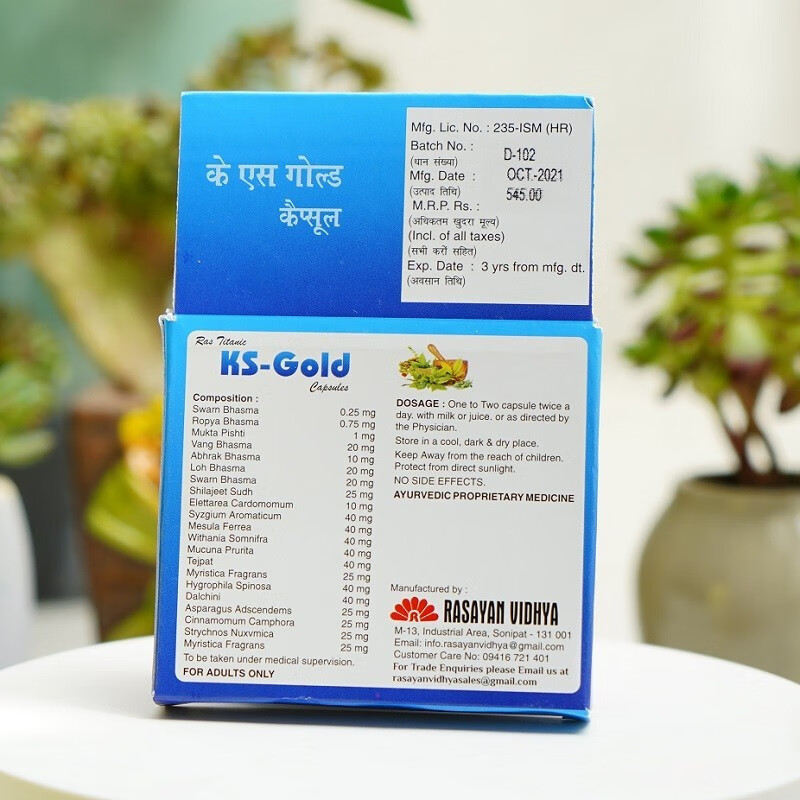 के एस गोल्ड
कैप्सूल
Mfg. Lic. No. : 235-ISM (HR)
Batch No. : D-102
(धान संख्या)
Mfg. Date : OCT.-2021
(उत्पाद तिथि) 545.00
M.R.P. Rs. :
(अधिकतम खुदरा मूल्य)
(Incl. of all taxes)
(सभी करों सहित)
Exp. Date : 3 yrs from mfg. dt.
(अवसान तिथि)
Ras Titanic
KS-Gold
Capsules
Composition :
Swarn Bhasma 0.25 mg
Ropya Bhasma 0.75 mg
Mukta Pishti 1 mg
Vang Bhasma 20 mg
Abhrak Bhasma 10 mg
Loh Bhasma 20 mg
Swarn Bhasma 20 mg
Shilajeet Sudh 25 mg
Elettarea Cardomomum 10 mg
Syzgium Aromaticum 40 mg
Mesula Ferrea 40 mg
Withania Somnifra 40 mg
Mucuna Prurita 40 mg
Tejpat 40 mg
Myristica Fragrans 25 mg
Hygrophila Spinosa 40 mg
Dalchini 40 mg
Asparagus Adscendems 25 mg
Cinnamomum Camphora 25 mg
Strychnos Nuxvmica 25 mg
Myristica Fragrans 25 mg
To be taken under medical supervision.
FOR ADULTS ONLY
DOSAGE : One to Two capsule twice a
day. with milk or juice. or as directed by
the Physician.
Store in a cool, dark & dry place.
Keep Away from the reach of children.
Protect from direct sunlight.
NO SIDE EFFECTS.
AYURVEDIC PROPRIETARY MEDICINE
Manufactured by :
R RASAYAN VIDHYA
M-13, Industrial Area, Sonipat - 131 001
Email: info.rasayanvidhya@gmail.com
Customer Care No: 09416 721 401
For Trade Enquiries please Email us at
rasayanvidhyasales@gmail.com